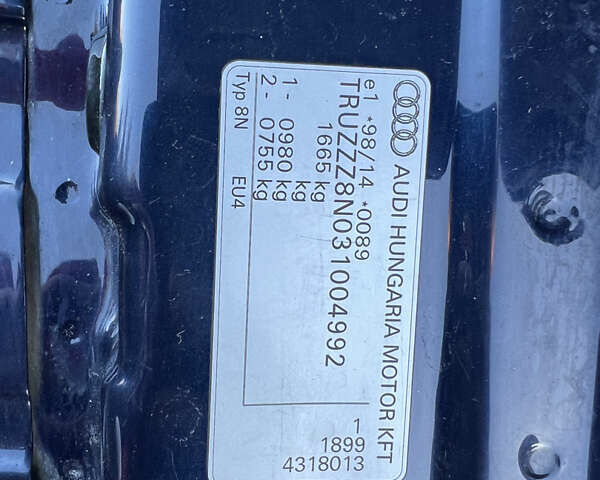 AUDI HUNGARIA MOTOR KFT
e1 *98/14 *0089
TRUZZZ8N031004992
1665 kg
kg
1 - 0980 kg
2 - 0755 kg
Typ 8N EU4
1
1899
4318013